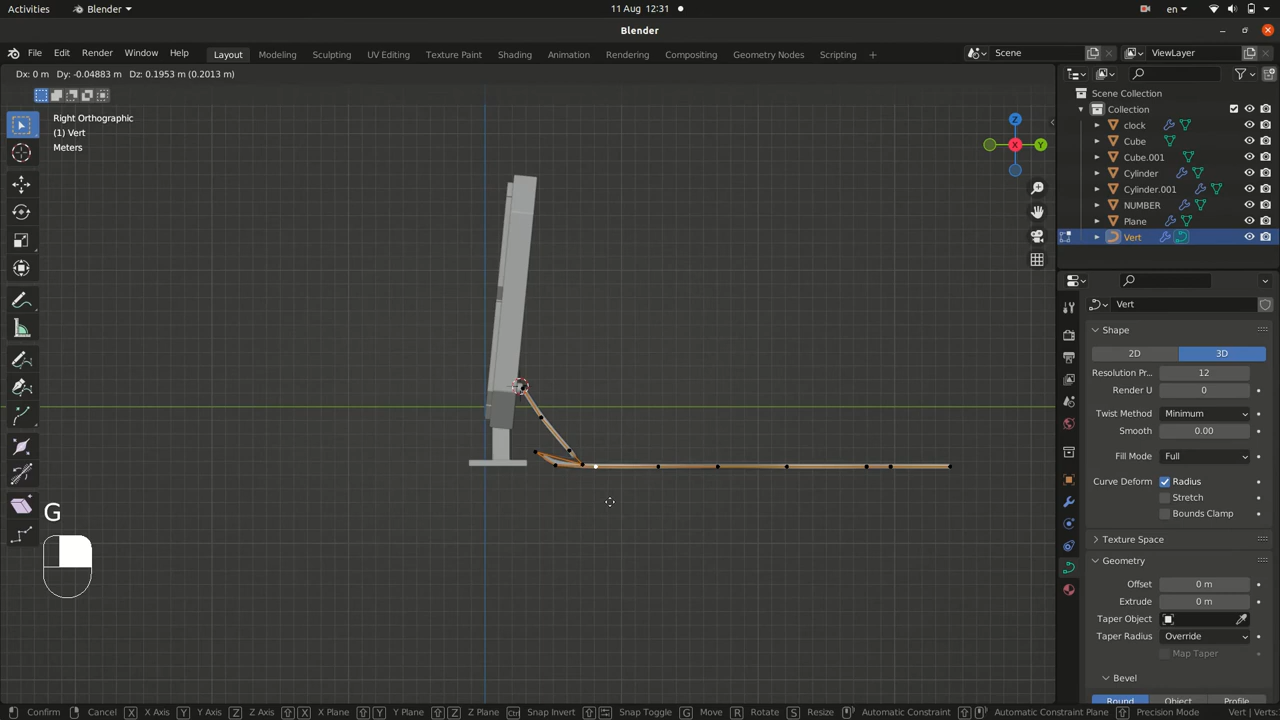 Activities
Blender
11 Aug 12:31
en
Blender
File Edit Render Window Help
Layout Modeling Sculpting UV Editing Texture Paint Shading Animation Rendering Compositing Geometry Nodes Scripting +
Scene
ViewLayer
Dx: 0 m Dy: -0.04883 m Dz: 0.1953 m (0.2013 m)
Right Orthographic
(1) Vert
Meters
Z
Y
X
Scene Collection
Collection
clock
Cube
Cube.001
Cylinder
Cylinder.001
NUMBER
Plane
Vert
Vert
Shape
2D 3D
Resolution Pr... 12
Render U 0
Twist Method Minimum
Smooth 0.00
Fill Mode Full
Curve Deform Radius
Stretch
Bounds Clamp
Texture Space
Geometry
Offset 0 m
Extrude 0 m
Taper Object
Taper Radius Override
Map Taper
Bevel
Round Object Profile
G
Confirm Cancel X X Axis Y Y Axis Z Z Axis X X Plane Y Y Plane Z Z Plane Ctrl Snap Invert Snap Toggle G Move R Rotate S Resize Automatic Constraint Automatic Constraint Plane Precision Mode
| Verts: